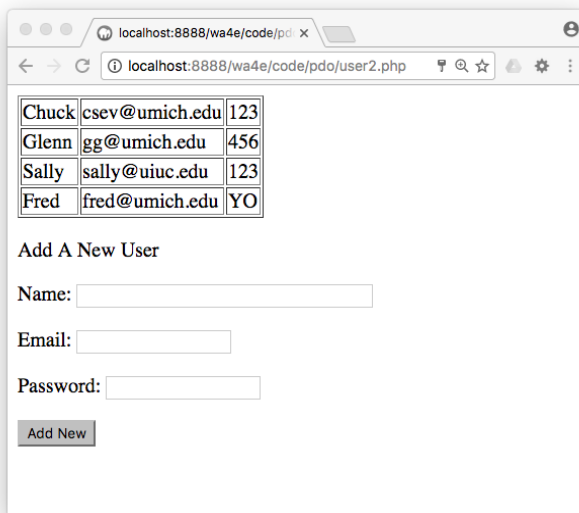 localhost:8888/wa4e/code/pd
localhost:8888/wa4e/code/pdo/user2.php
Chuck csev@umich.edu 123
Glenn gg@umich.edu 456
Sally sally@uiuc.edu 123
Fred fred@umich.edu YO
Add A New User
Name:
Email:
Password:
Add New